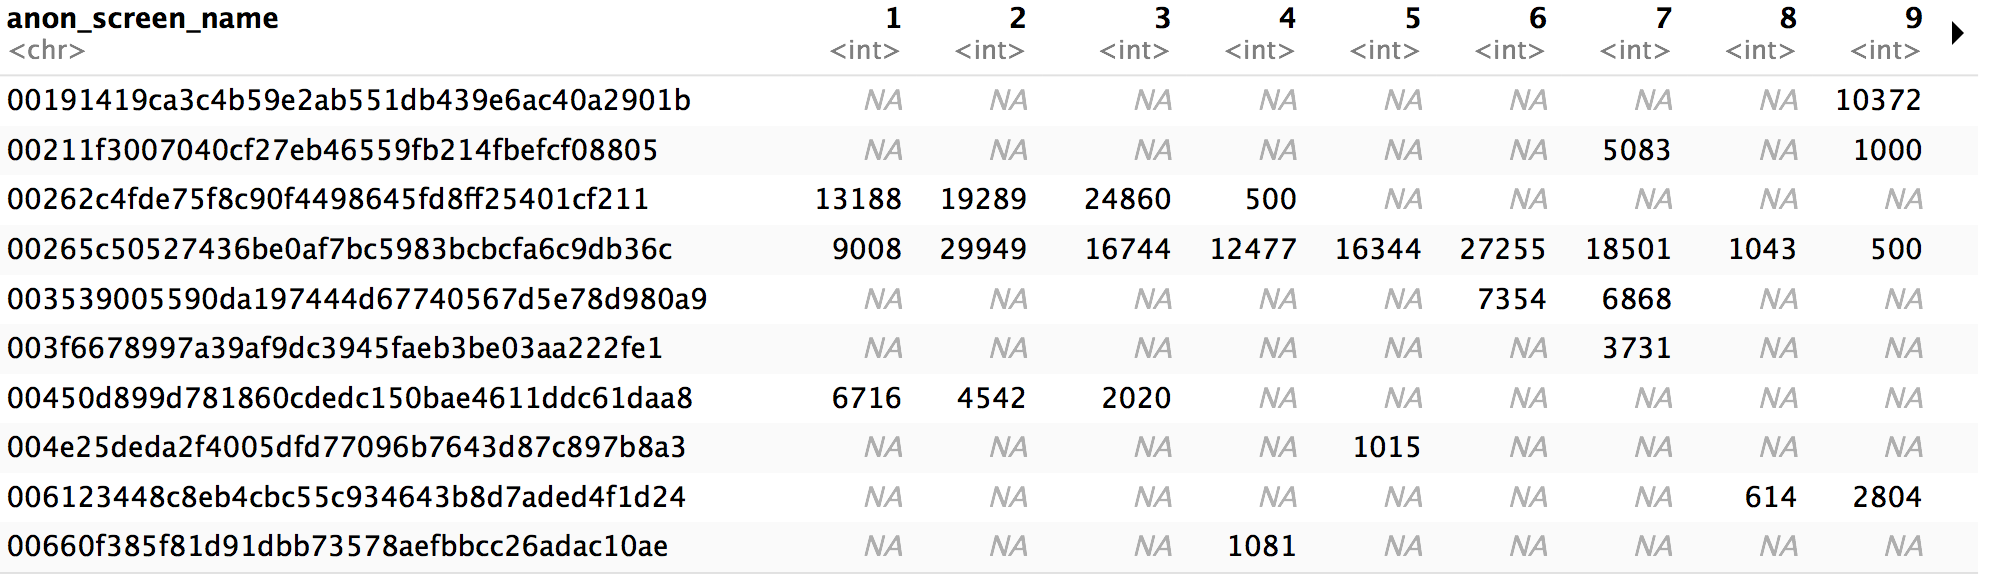 anon_screen_name 1 2 3 4 5 6 7 8 9
<chr> <int> <int> <int> <int> <int> <int> <int> <int> <int>
00191419ca3c4b59e2ab551db439e6ac40a2901b NA NA NA NA NA NA NA NA 10372
00211f3007040cf27eb46559fb214fbefcf08805 NA NA NA NA NA NA 5083 NA 1000
00262c4fde75f8c90f4498645fd8ff25401cf211 13188 19289 24860 500 NA NA NA NA NA
00265c50527436be0af7bc5983bcbcfa6c9db36c 9008 29949 16744 12477 16344 27255 18501 1043 500
003539005590da197444d67740567d5e78d980a9 NA NA NA NA NA 7354 6868 NA NA
003f6678997a39af9dc3945faeb3be03aa222fe1 NA NA NA NA NA NA 3731 NA NA
00450d899d781860cdedc150bae4611ddc61daa8 6716 4542 2020 NA NA NA NA NA NA
004e25deda2f4005dfd77096b7643d87c897b8a3 NA NA NA NA 1015 NA NA NA NA
006123448c8eb4cbc55c934643b8d7aded4f1d24 NA NA NA NA NA NA NA 614 2804
00660f385f81d91dbb73578aefbbcc26adac10ae NA NA NA 1081 NA NA NA NA NA